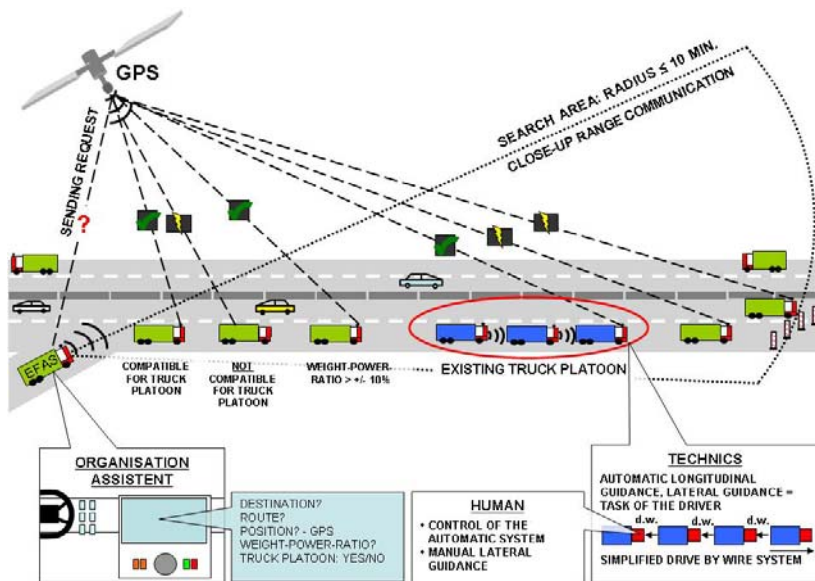 GPS
SEARCH AREA: RADIUS ≤ 10 MIN.
CLOSE-UP RANGE COMMUNICATION
SENDING REQUEST
?
EFAS
COMPATIBLE
FOR TRUCK
PLATOON
NOT
COMPATIBLE
FOR TRUCK
PLATOON
WEIGHT-POWER-
RATIO > +/- 10%
EXISTING TRUCK PLATOON
ORGANISATION
ASSISTENT
DESTINATION?
ROUTE?
POSITION? - GPS
WEIGHT-POWER-RATIO?
TRUCK PLATOON: YES/NO
HUMAN
• CONTROL OF THE
AUTOMATIC SYSTEM
• MANUAL LATERAL
GUIDANCE
TECHNICS
AUTOMATIC LONGITUDINAL
GUIDANCE, LATERAL GUIDANCE =
TASK OF THE DRIVER
d.w. d.w. d.w.
SIMPLIFIED DRIVE BY WIRE SYSTEM